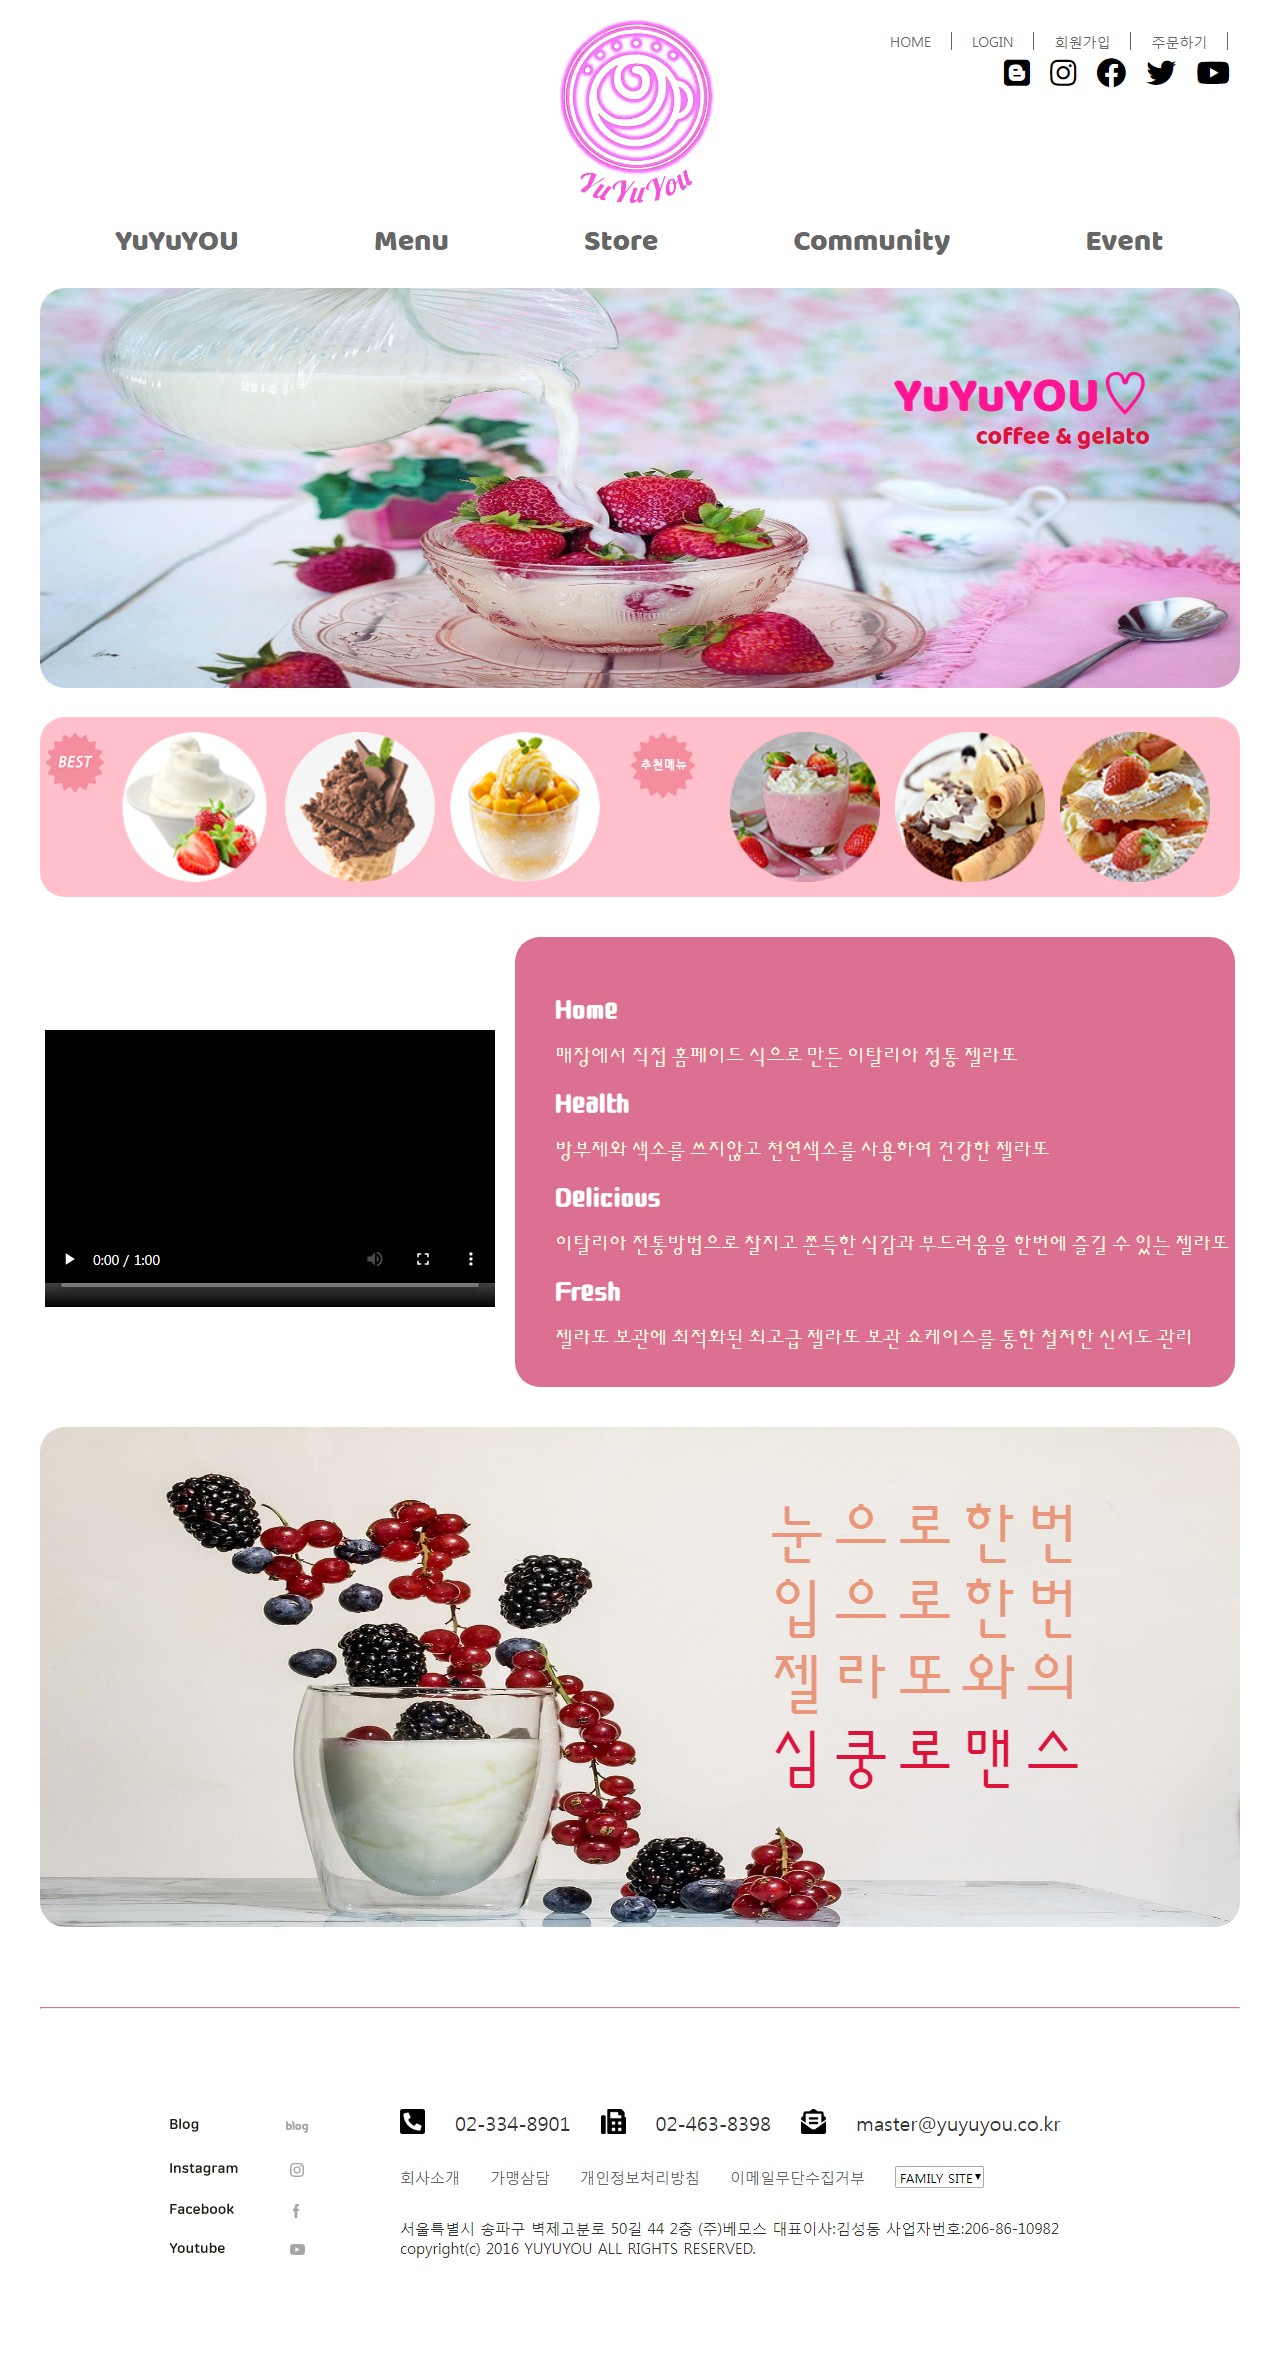 HOME LOGIN 회원가입 주문하기
YuYuYou
YuYuYOU Menu Store Community Event
YuYuYOU♡
coffee & gelato
BEST
추천메뉴
Home
매장에서 직접 홈페이드 식으로 만든 이탈리아 정통 젤라또
Health
방부제와 색소를 쓰지않고 천연색소를 사용하여 건강한 젤라또
Delicious
이탈리아 전통방법으로 찰지고 쫀득한 식감과 부드러움을 한번에 즐길 수 있는 젤라또
Fresh
젤라또 보관에 최적화된 최고급 젤라또 보관 쇼케이스를 통한 철저한 신서도 관리
0:00 / 1:00
눈으로한번
입으로한번
젤라또와의
심쿵로맨스
Blog blog
Instagram
Facebook
Youtube
02-334-8901 02-463-8398 master@yuyuyou.co.kr
회사소개 가맹삼담 개인정보처리방침 이메일무단수집거부 FAMILY SITE
서울특별시 송파구 벽제고분로 50길 44 2층 (주)베모스 대표이사:김성동 사업자번호:206-86-10982
copyright(c) 2016 YUYUYOU ALL RIGHTS RESERVED.